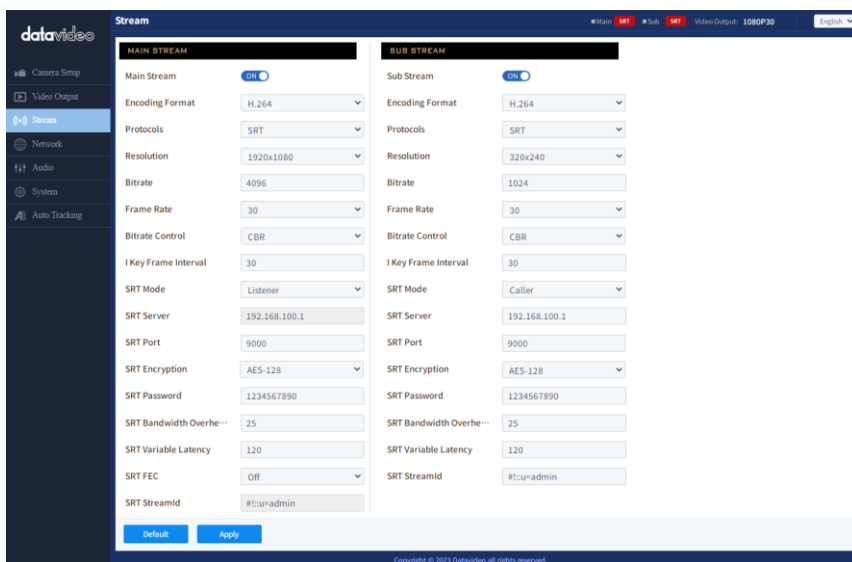 datavideo
Stream
Main SRT Sub SRT Video Output: 1080P30 English
Camera Setup
Video Output
Stream
Network
Audio
System
Auto Tracking
MAIN STREAM
Main Stream ON
Encoding Format H.264
Protocols SRT
Resolution 1920x1080
Bitrate 4096
Frame Rate 30
Bitrate Control CBR
I Key Frame Interval 30
SRT Mode Listener
SRT Server 192.168.100.1
SRT Port 9000
SRT Encryption AES-128
SRT Password 1234567890
SRT Bandwidth Overhe··· 25
SRT Variable Latency 120
SRT FEC Off
SRT StreamId #!::u=admin
SUB STREAM
Sub Stream ON
Encoding Format H.264
Protocols SRT
Resolution 320x240
Bitrate 1024
Frame Rate 30
Bitrate Control CBR
I Key Frame Interval 30
SRT Mode Caller
SRT Server 192.168.100.1
SRT Port 9000
SRT Encryption AES-128
SRT Password 1234567890
SRT Bandwidth Overhe··· 25
SRT Variable Latency 120
SRT StreamId #!::u=admin
Default Apply
Copyright © 2023 Datavideo all rights reserved